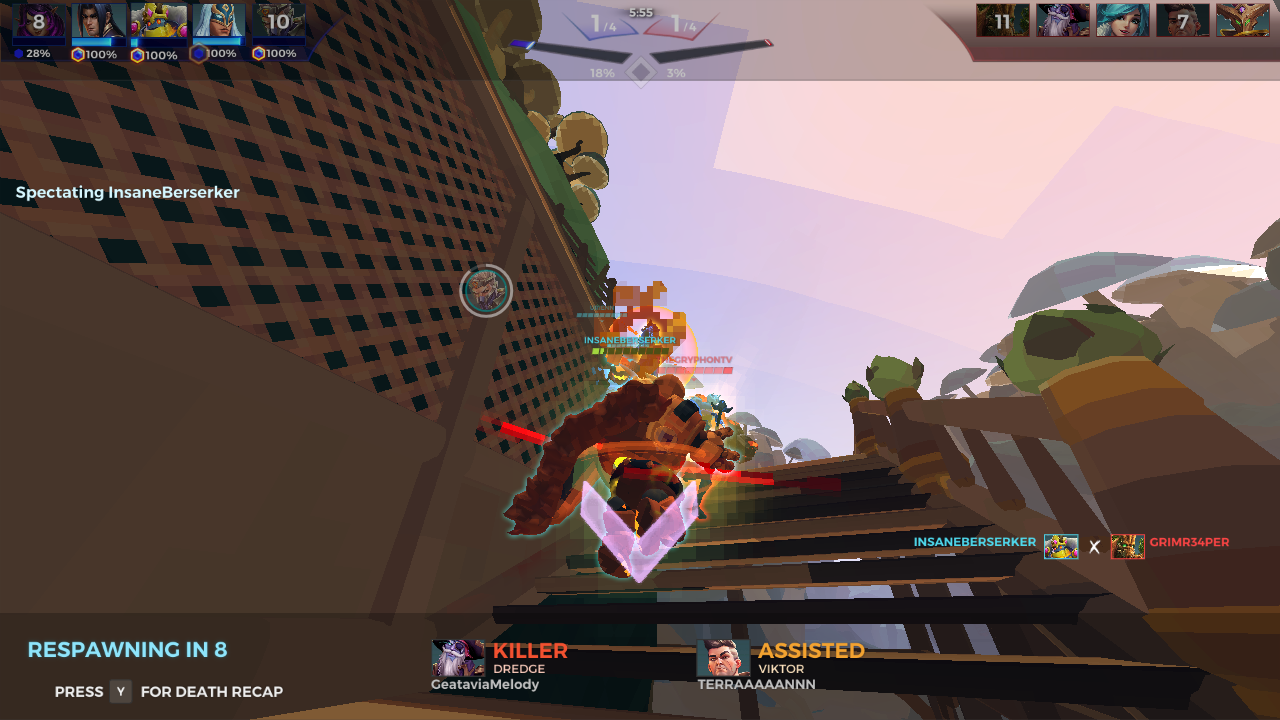 8
10
5:55
1/4
1/4
11
7
28%
100%
100%
100%
100%
18%
3%
Spectating InsaneBerserker
INSANEBERSERKER
GRYPHONTV
INSANEBERSERKER X GRIMR34PER
RESPAWNING IN 8
KILLER
DREDGE
GeataviaMelody
ASSISTED
VIKTOR
TERRAAAAANNN
PRESS Y FOR DEATH RECAP